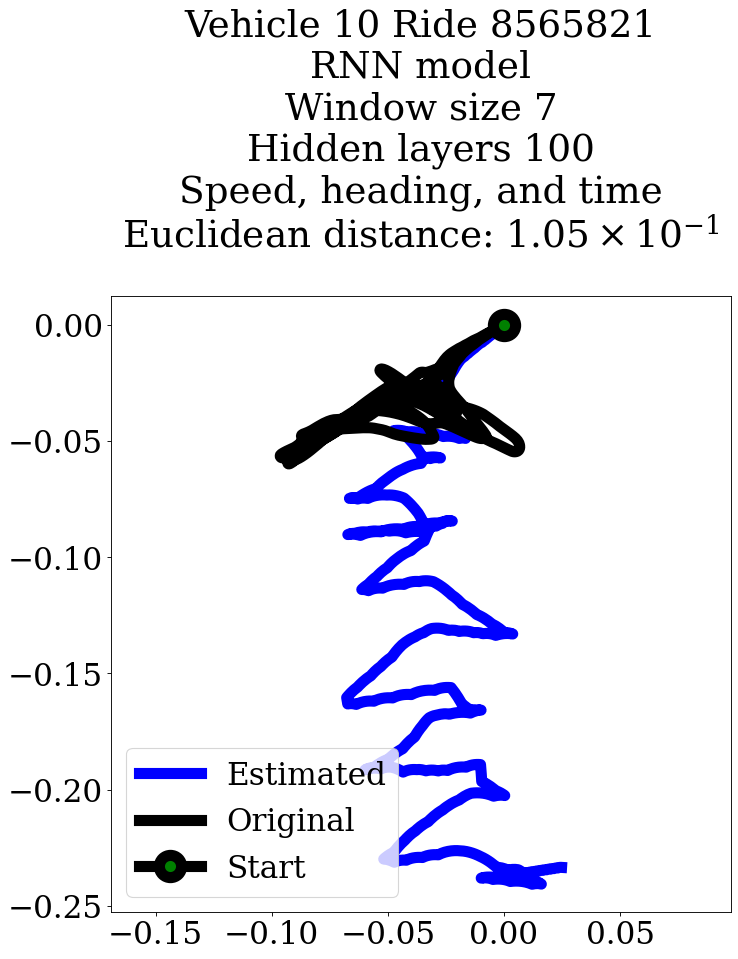 Vehicle 10 Ride 8565821
RNN model
Window size 7
Hidden layers 100
Speed, heading, and time
Euclidean distance: 1.05 × 10⁻¹
0.00
−0.05
−0.10
−0.15
−0.20
−0.25
Estimated
Original
Start
−0.15 −0.10 −0.05 0.00 0.05